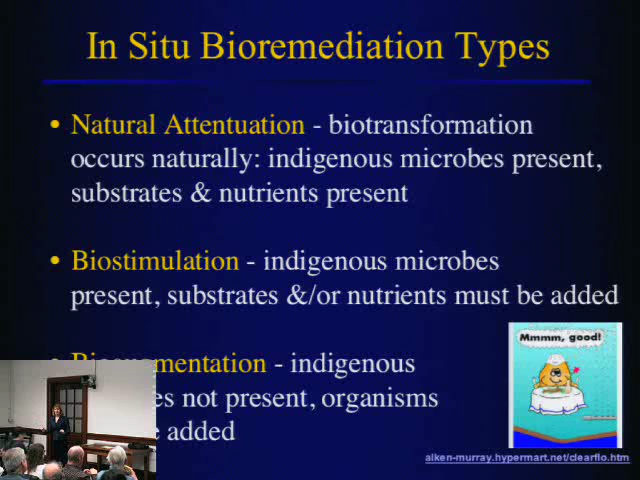 In Situ Bioremediation Types
• Natural Attentuation - biotransformation
occurs naturally: indigenous microbes present,
substrates & nutrients present
• Biostimulation - indigenous microbes
present, substrates &/or nutrients must be added
- indigenous
not present, organisms
added
Mmmm, good!
alken-murray.hypermart.net/clearflo.htm